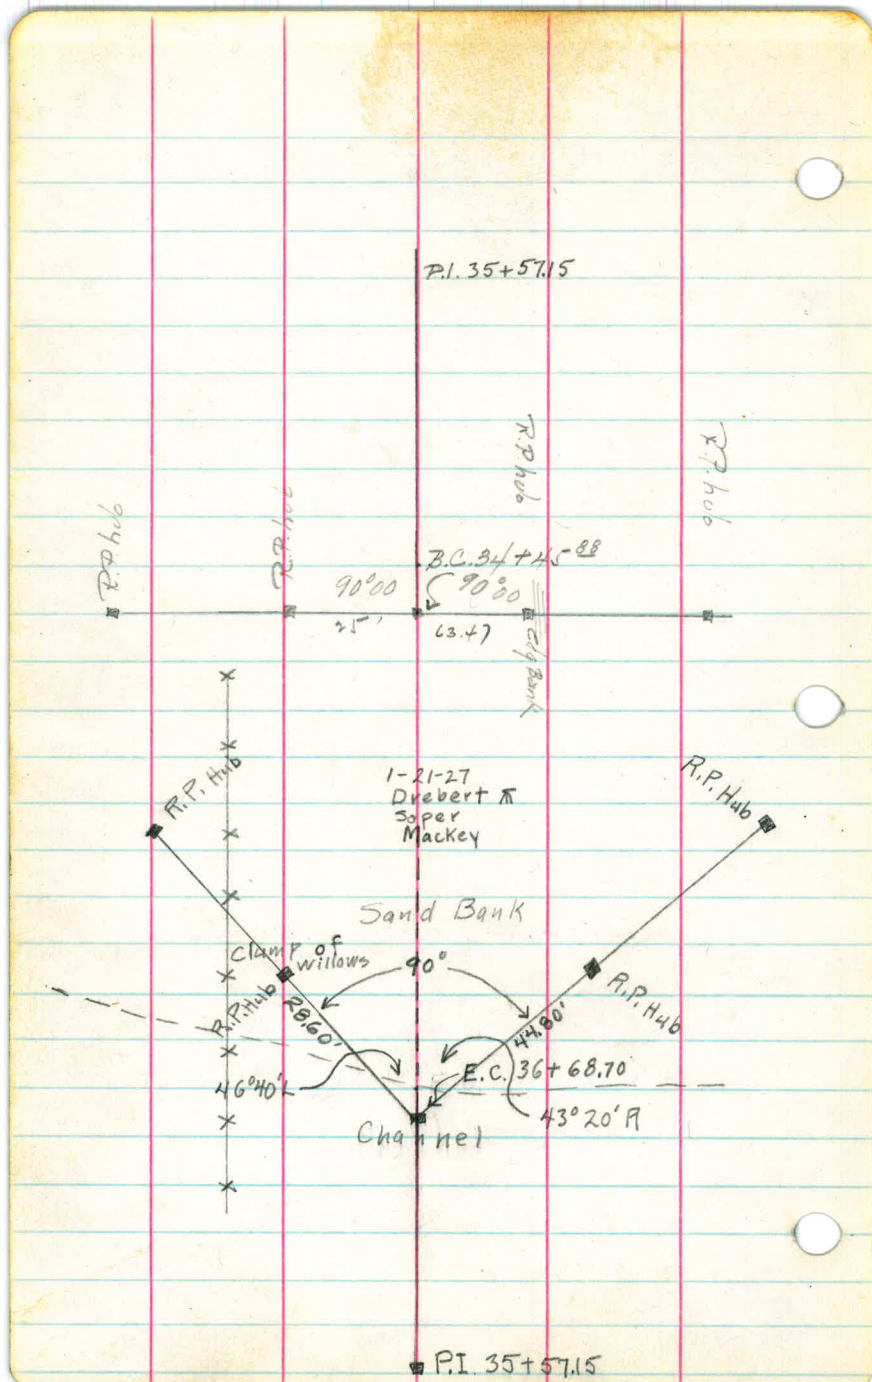 P.I. 35+57.15
R.P. hub
R.P. hub
R.P. hub
R.P. hub
B.C. 34+45 88
90°00
90°00
25'
63.47
Edg Bank
1-21-27
Drebert ⊼
Soper
Mackey
R.P. Hub
R.P. Hub
Sand Bank
Clump of
willows
90°
R.P. Hub
R.P. Hub
28.60'
44.80'
46°40' L
E.C. 36+68.70
43°20' R
Channel
P.I. 35+57.15